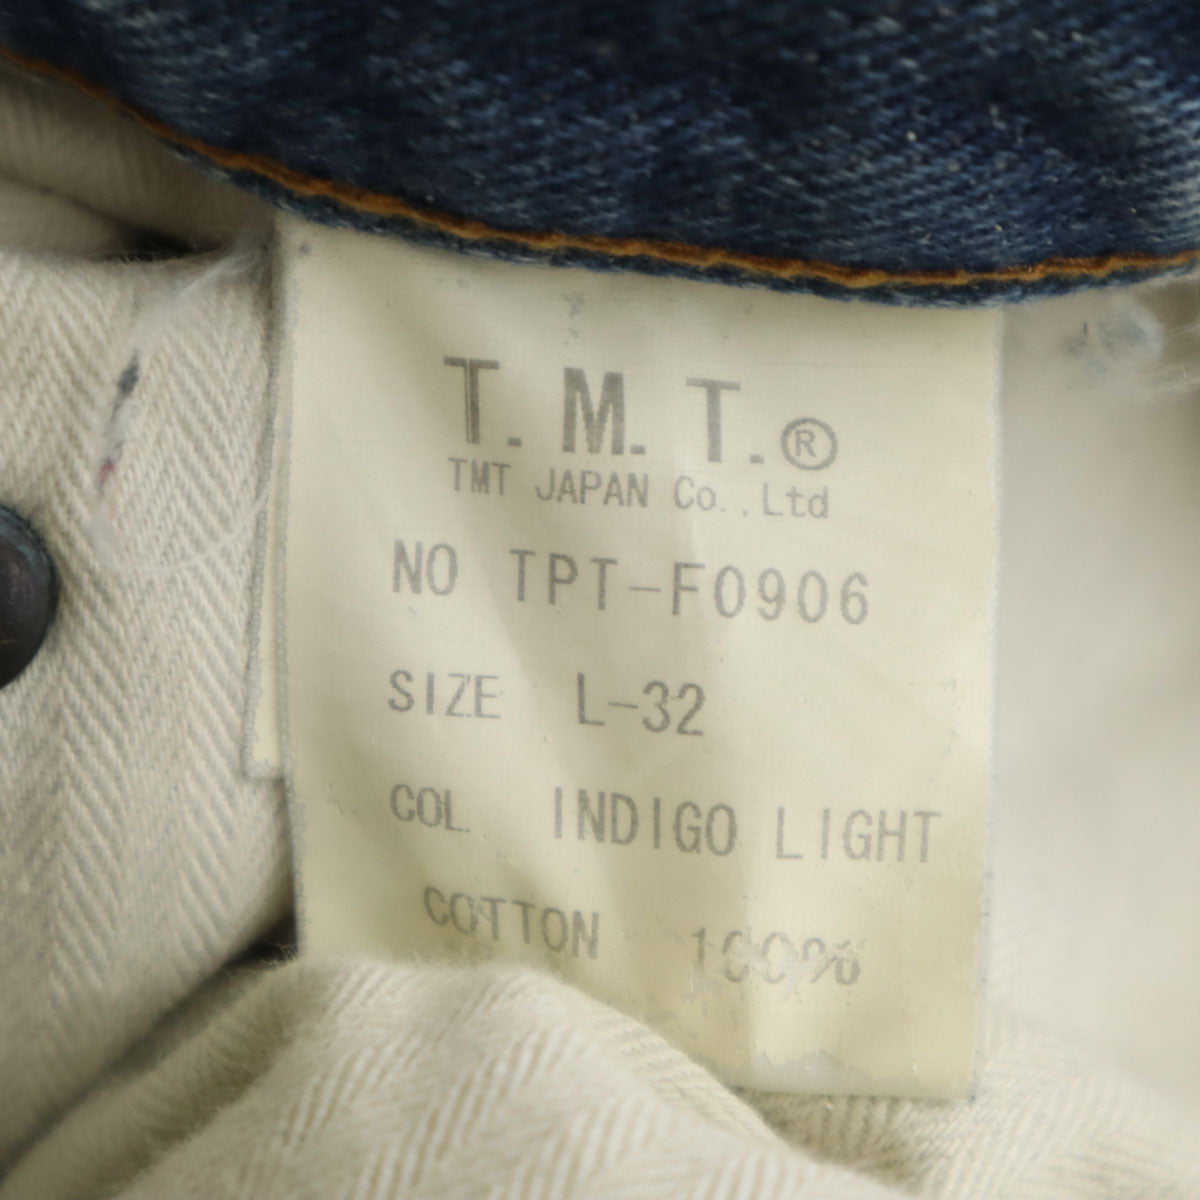 T.M.T.®
TMT JAPAN Co.,Ltd
NO TPT-F0906
SIZE L-32
COL. INDIGO LIGHT
COTTON 100%